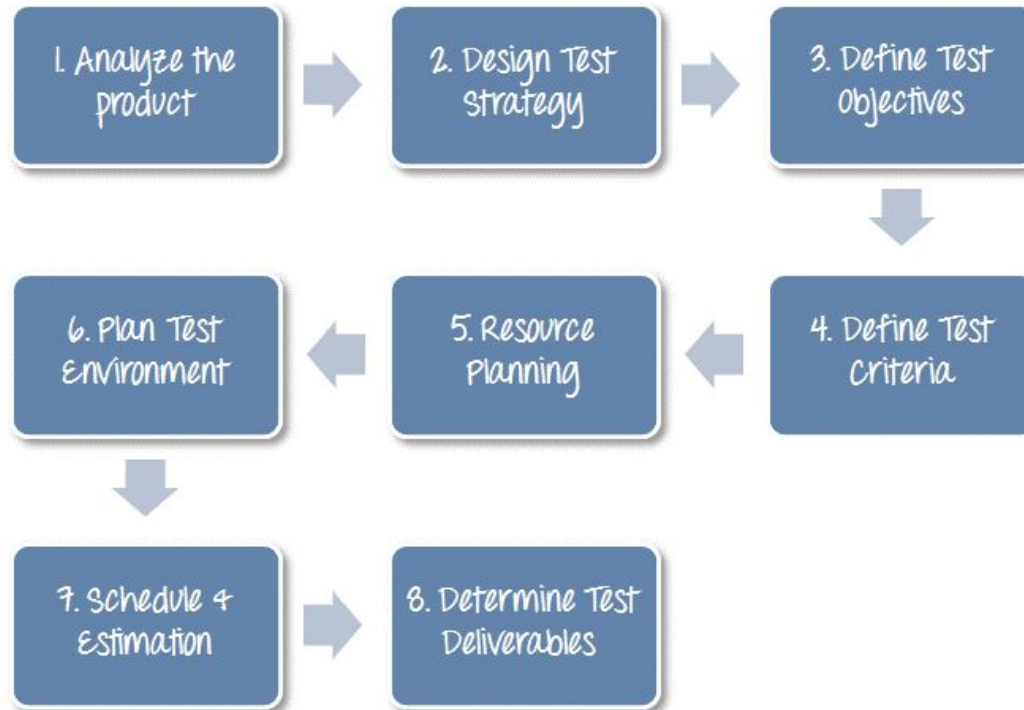 1. Analyze the
product
2. Design Test
Strategy
3. Define Test
Objectives
4. Define Test
Criteria
5. Resource
Planning
6. Plan Test
Environment
7. Schedule &
Estimation
8. Determine Test
Deliverables